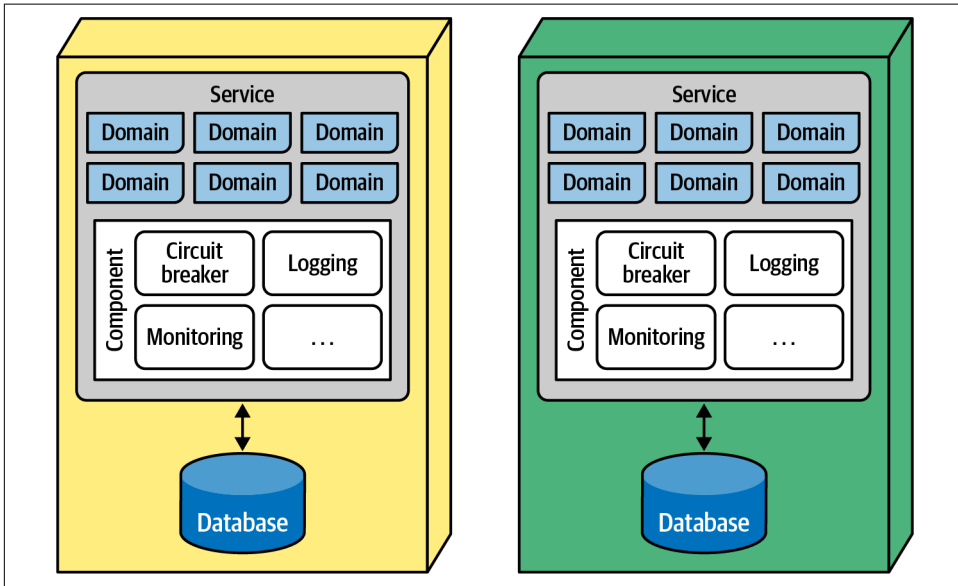 Service
Domain Domain Domain
Domain Domain Domain
Component
Circuit
breaker
Logging
Monitoring
...
Database
Service
Domain Domain Domain
Domain Domain Domain
Component
Circuit
breaker
Logging
Monitoring
...
Database